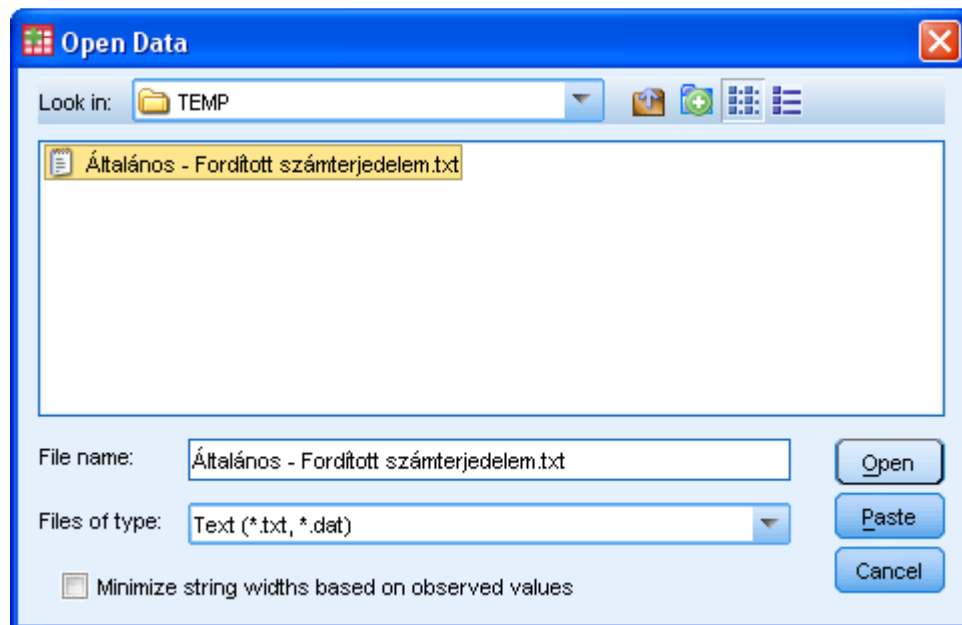 Open Data
Look in: TEMP
Általános - Fordított számterjedelem.txt
File name: Általános - Fordított számterjedelem.txt
Open
Files of type: Text (*.txt, *.dat)
Paste
Minimize string widths based on observed values
Cancel